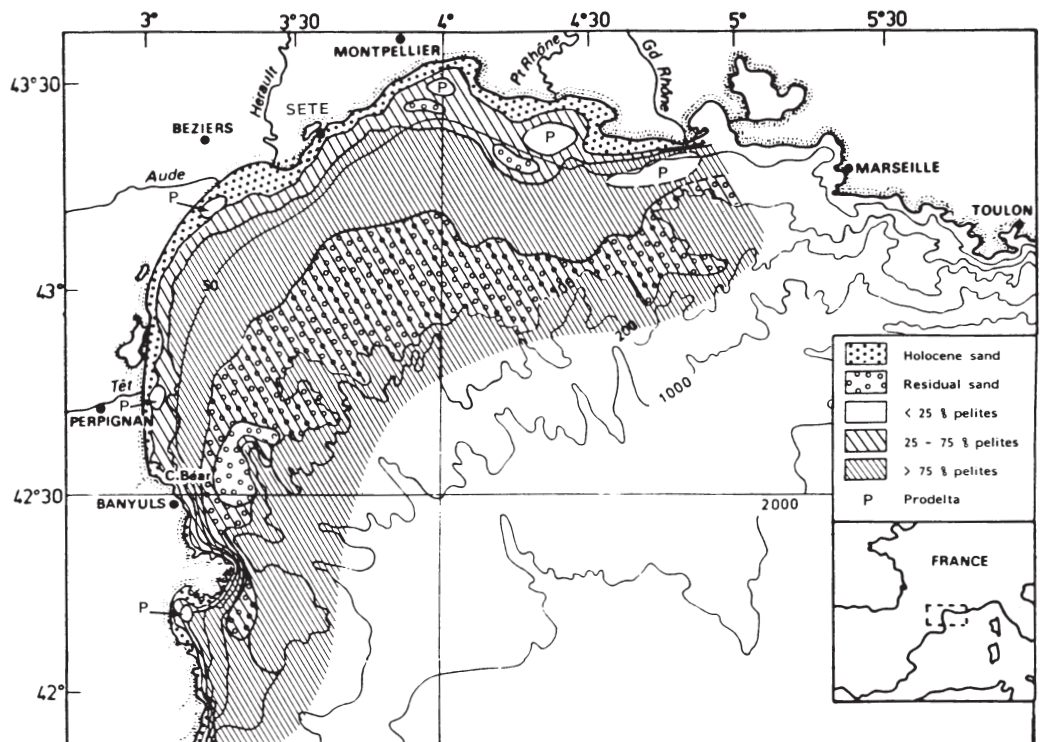 3° 3°30 4° 4°30 5° 5°30
43°30
43°
42°30
42°
MONTPELLIER
Hérault
Pt Rhône
Gd Rhône
SETE
BEZIERS
Aude
P
P
P
P
MARSEILLE
TOULON
50
200
1000
2000
Têt
P
PERPIGNAN
C.Béar
BANYULS
P
Holocene sand
Residual sand
< 25 % pelites
25 - 75 % pelites
> 75 % pelites
P Prodelta
FRANCE